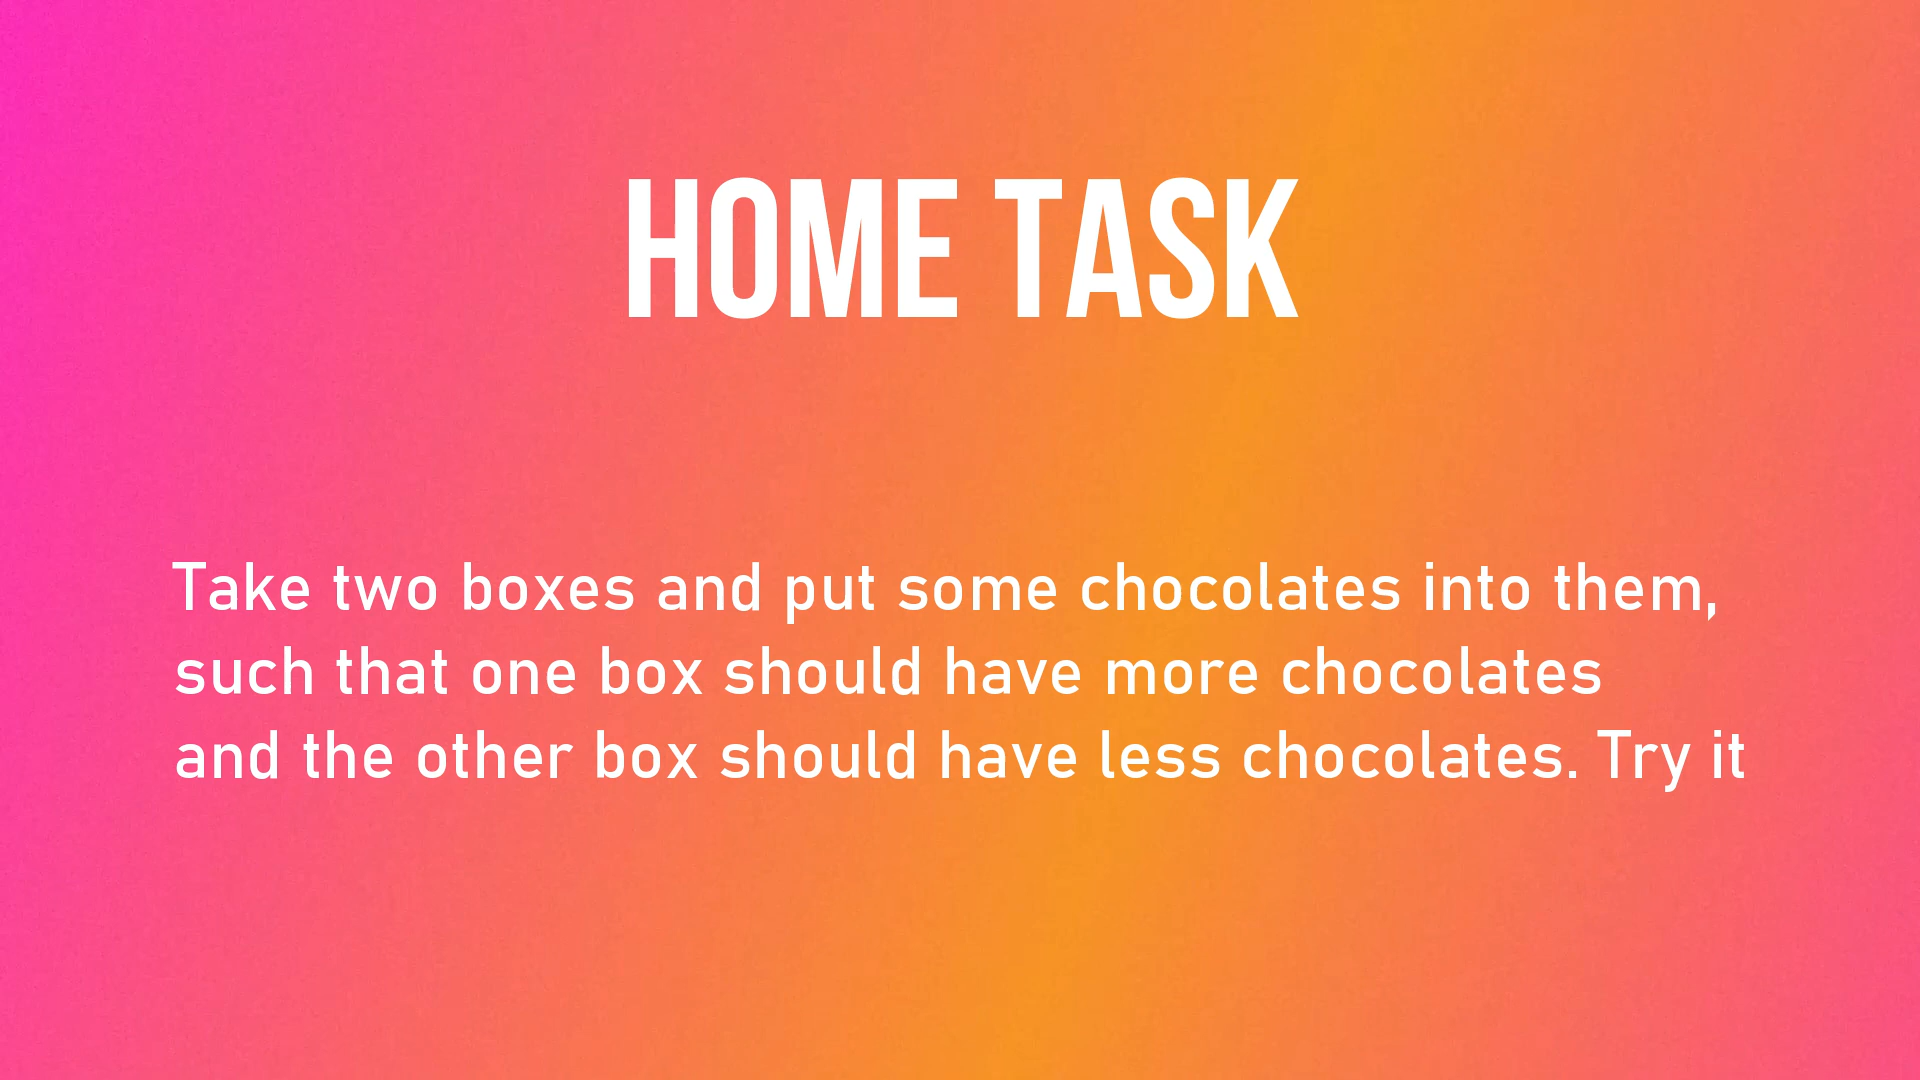 HOME TASK
Take two boxes and put some chocolates into them,
such that one box should have more chocolates
and the other box should have less chocolates. Try it